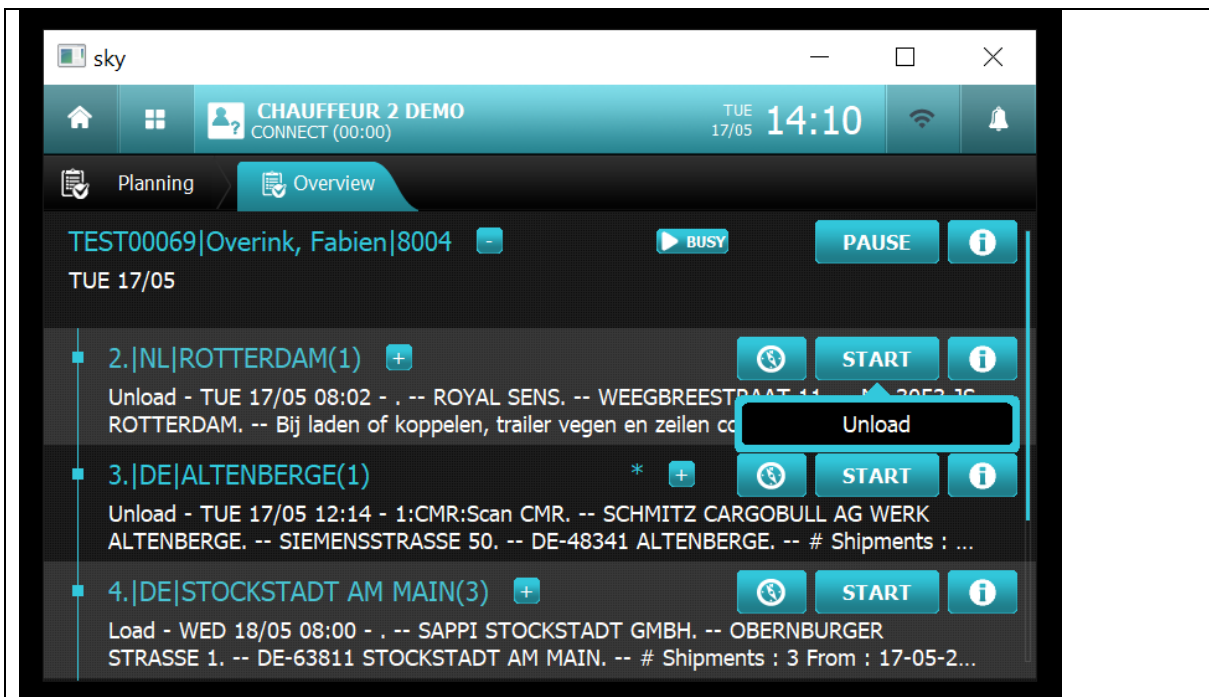 sky
CHAUFFEUR 2 DEMO
CONNECT (00:00)
TUE
17/05
14:10
Planning
Overview
TEST00069|Overink, Fabien|8004
BUSY
PAUSE
TUE 17/05
2.|NL|ROTTERDAM(1)
START
Unload - TUE 17/05 08:02 - . -- ROYAL SENS. -- WEEGBREESTRAAT 11
ROTTERDAM. -- Bij laden of koppelen, trailer vegen en zeilen
Unload
3.|DE|ALTENBERGE(1) *
START
Unload - TUE 17/05 12:14 - 1:CMR:Scan CMR. -- SCHMITZ CARGOBULL AG WERK
ALTENBERGE. -- SIEMENSSTRASSE 50. -- DE-48341 ALTENBERGE. -- # Shipments : ...
4.|DE|STOCKSTADT AM MAIN(3)
START
Load - WED 18/05 08:00 - . -- SAPPI STOCKSTADT GMBH. -- OBERNBURGER
STRASSE 1. -- DE-63811 STOCKSTADT AM MAIN. -- # Shipments : 3 From : 17-05-2...